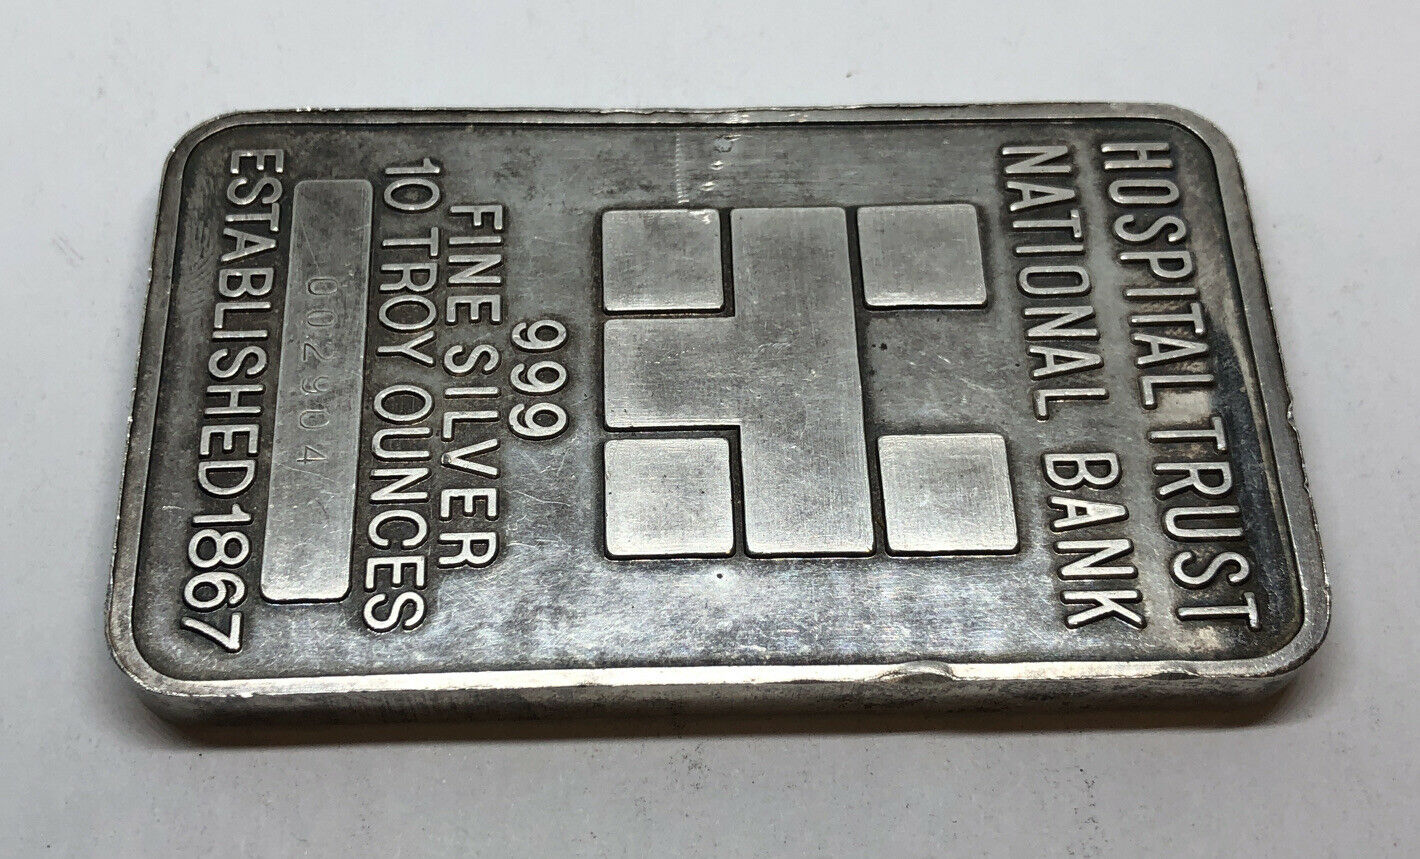 HOSPITAL TRUST
NATIONAL BANK
999
FINE SILVER
10 TROY OUNCES
002904
ESTABLISHED 1867